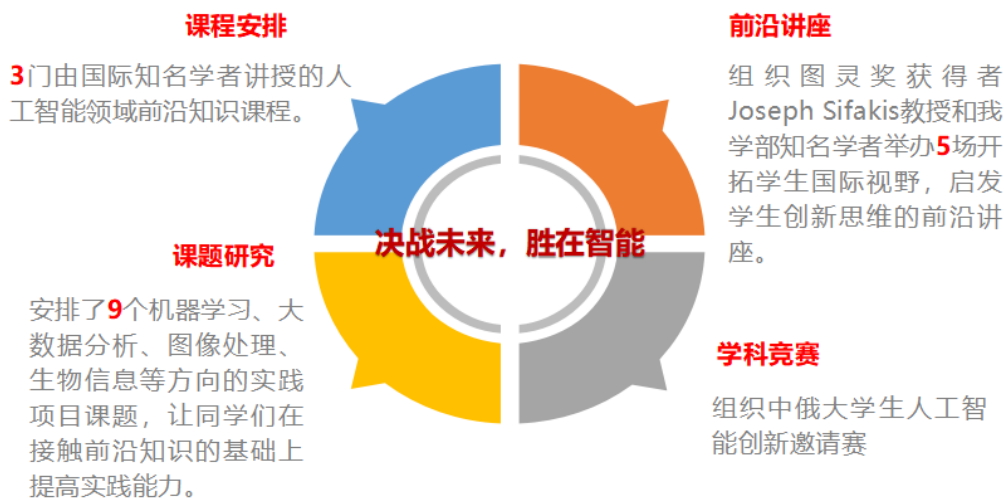 课程安排
3门由国际知名学者讲授的人
工智能领域前沿知识课程。
前沿讲座
组织图灵奖获得者
Joseph Sifakis教授和我
学部知名学者举办5场开
拓学生国际视野，启发
学生创新思维的前沿讲
座。
决战未来，胜在智能
课题研究
安排了9个机器学习、大
数据分析、图像处理、
生物信息等方向的实践
项目课题，让同学们在
接触前沿知识的基础上
提高实践能力。
学科竞赛
组织中俄大学生人工智
能创新邀请赛